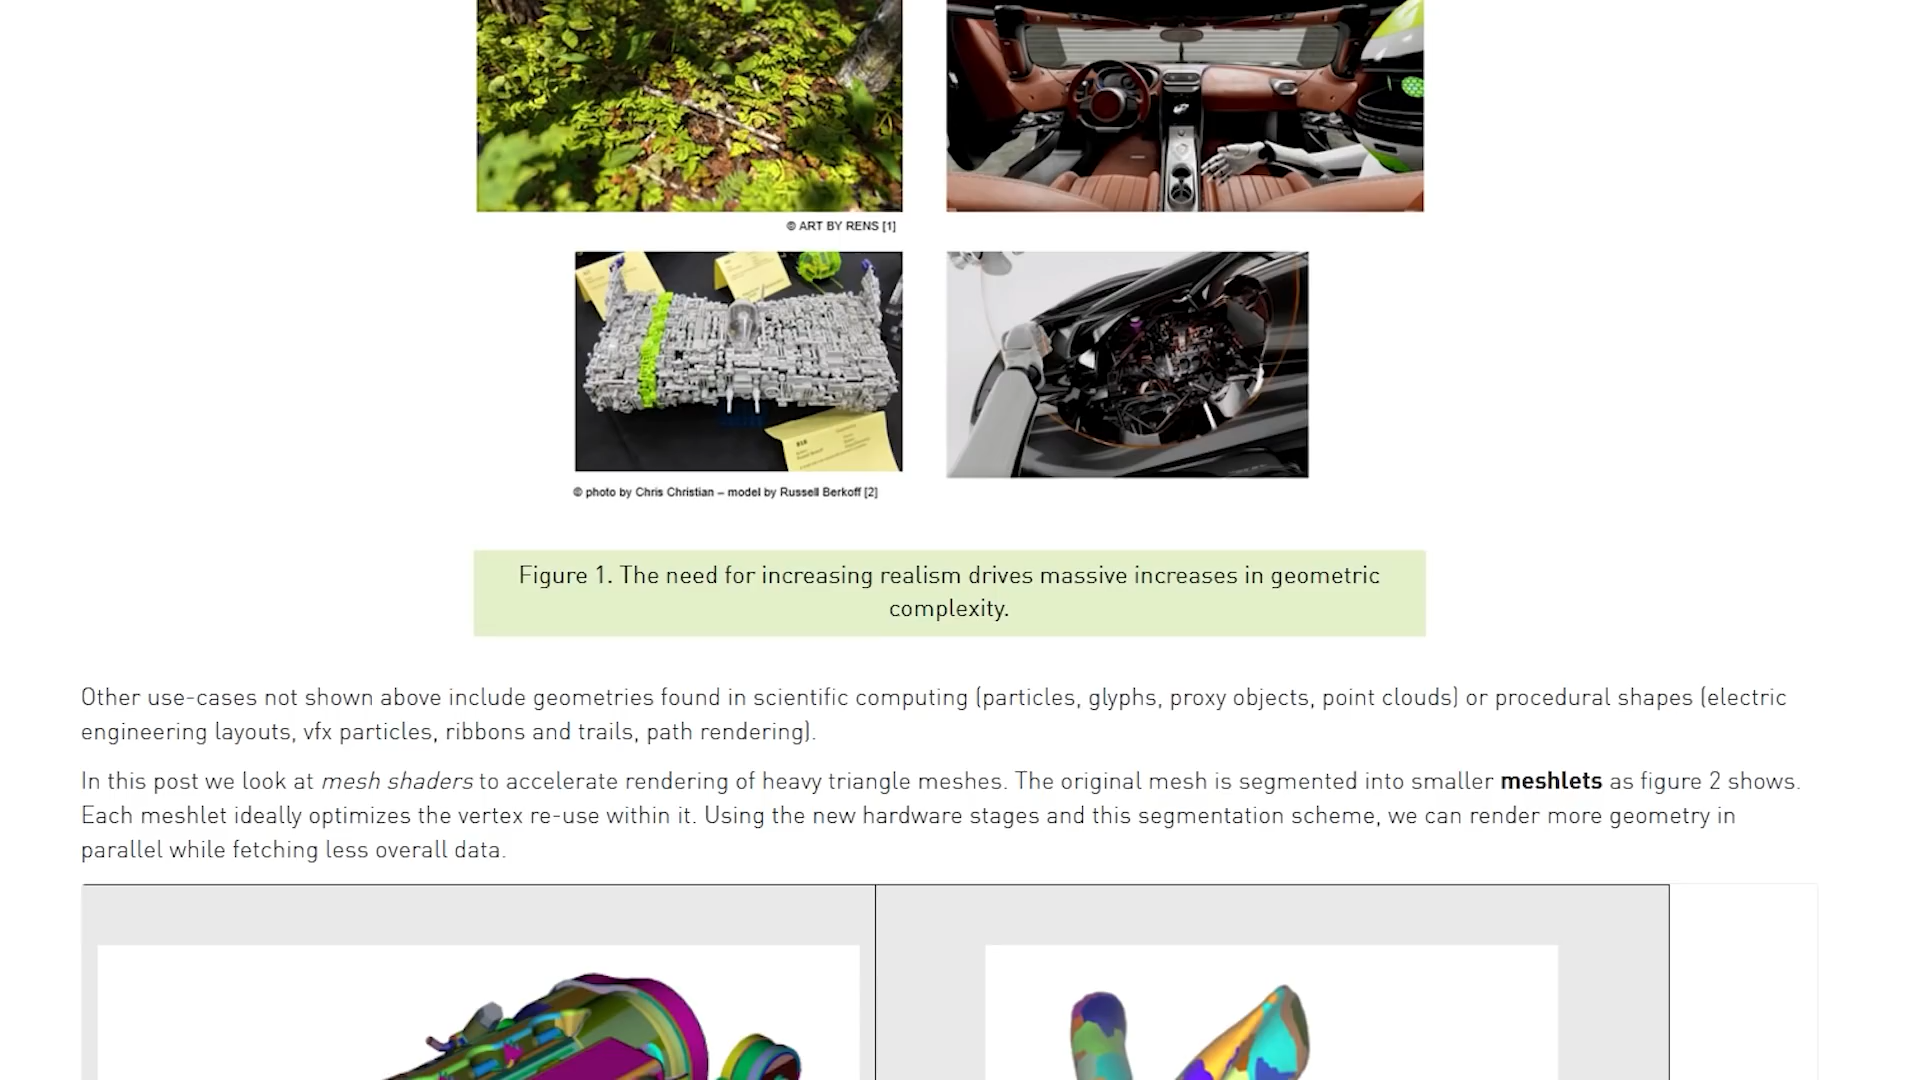 © ART BY RENS [1]
© photo by Chris Christian – model by Russell Berkoff [2]
Figure 1. The need for increasing realism drives massive increases in geometric
complexity.
Other use-cases not shown above include geometries found in scientific computing (particles, glyphs, proxy objects, point clouds) or procedural shapes (electric
engineering layouts, vfx particles, ribbons and trails, path rendering).
In this post we look at mesh shaders to accelerate rendering of heavy triangle meshes. The original mesh is segmented into smaller meshlets as figure 2 shows.
Each meshlet ideally optimizes the vertex re-use within it. Using the new hardware stages and this segmentation scheme, we can render more geometry in
parallel while fetching less overall data.